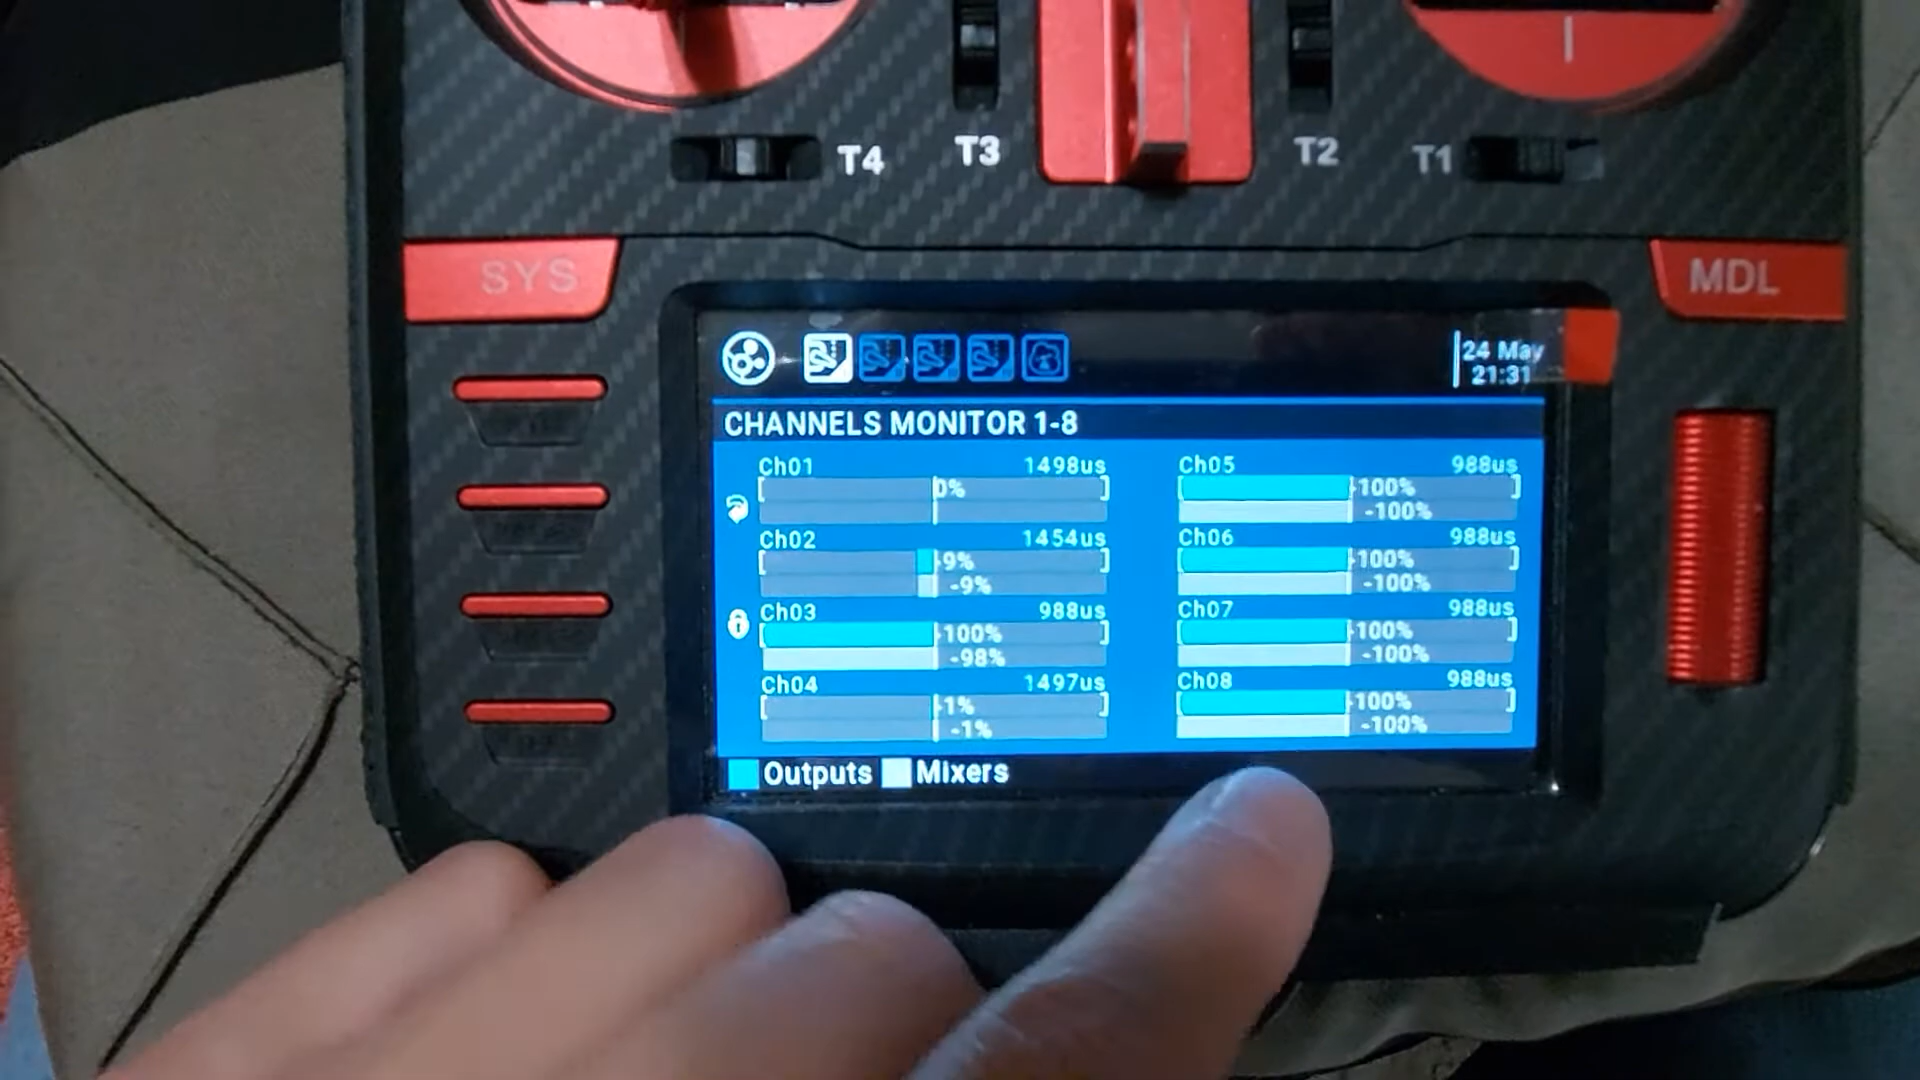 T4 T3 T2 T1
SYS
MDL
24 May
21:31
CHANNELS MONITOR 1-8
Ch01 1498us
0%
Ch02 1454us
-9%
-9%
Ch03 988us
-100%
-98%
Ch04 1497us
-1%
-1%
Ch05 988us
-100%
-100%
Ch06 988us
-100%
-100%
Ch07 988us
-100%
-100%
Ch08 988us
-100%
-100%
Outputs Mixers